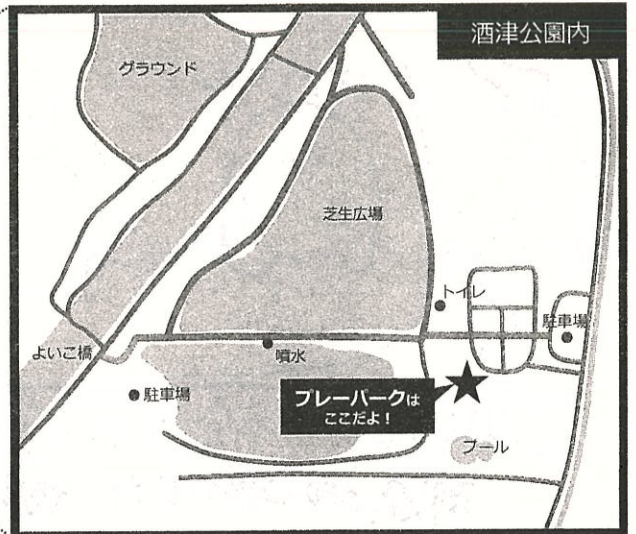 酒津公園内
グラウンド
芝生広場
トイレ
駐車場
よいこ橋
噴水
駐車場
プレーパークは
ここだよ！
プール